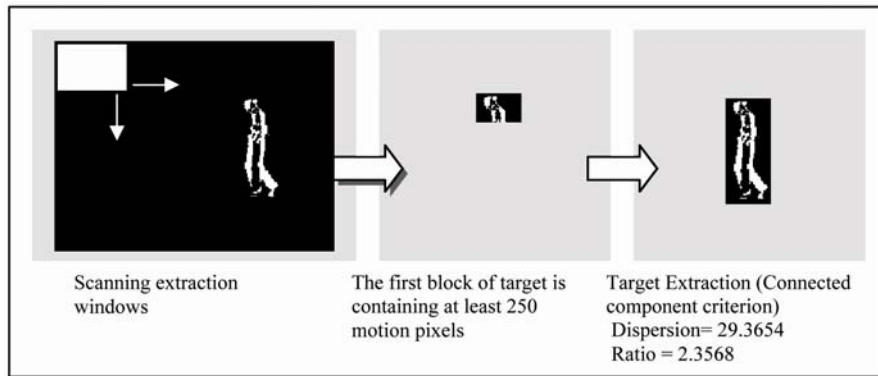 Scanning extraction
windows
The first block of target is
containing at least 250
motion pixels
Target Extraction (Connected
component criterion)
Dispersion= 29.3654
Ratio = 2.3568